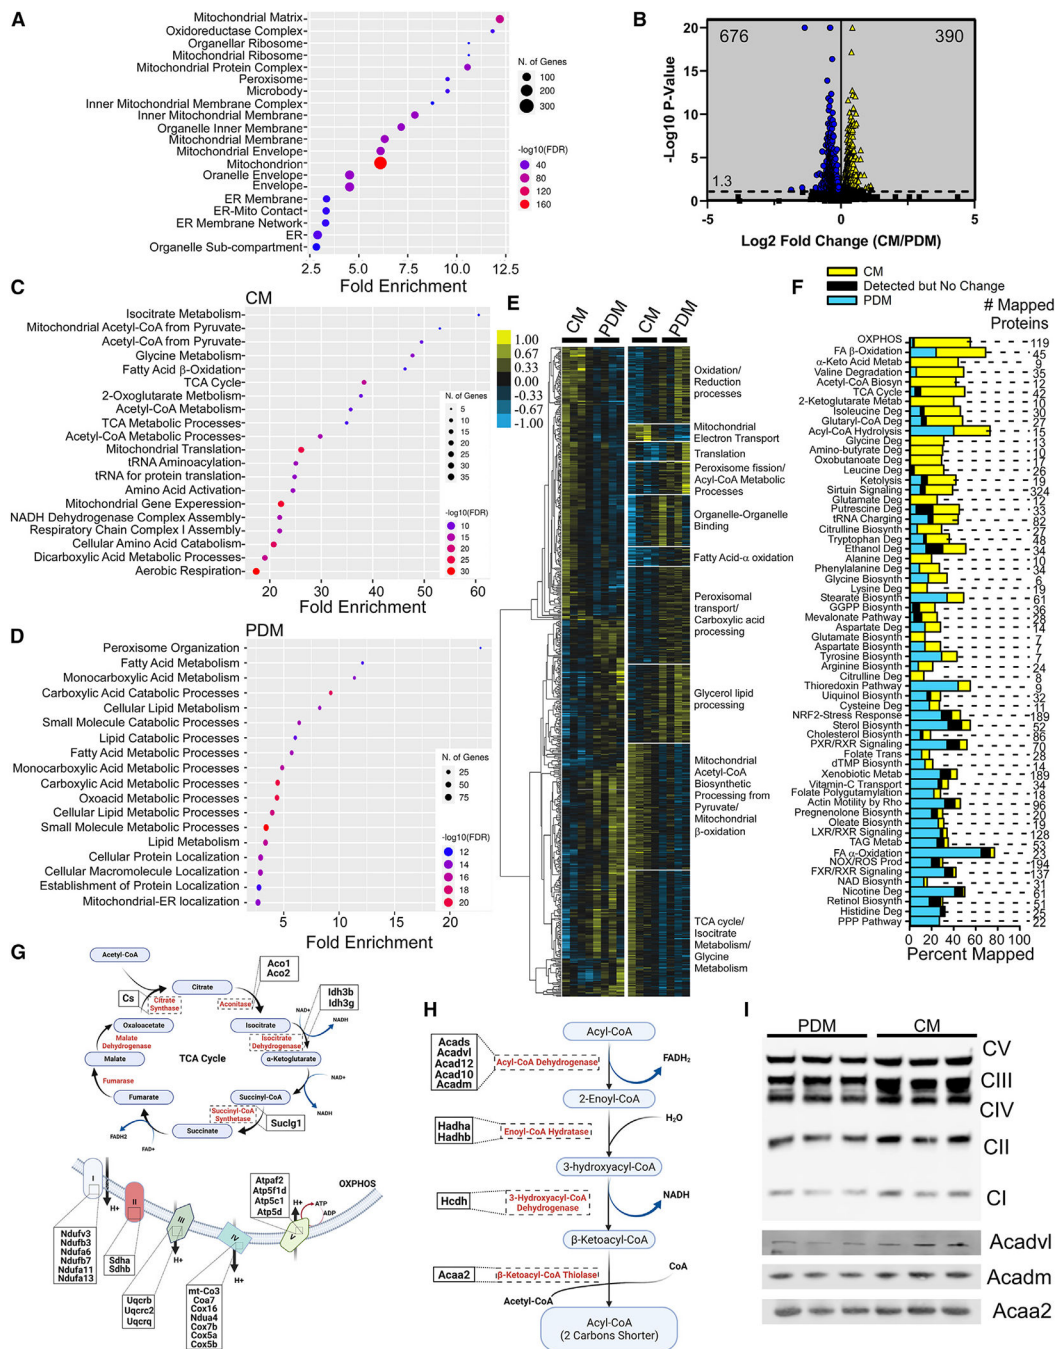 A
Mitochondrial Matrix
Oxidoreductase Complex
Organellar Ribosome
Mitochondrial Ribosome
Mitochondrial Protein Complex
Peroxisome
Microbody
Inner Mitochondrial Membrane Complex
Inner Mitochondrial Membrane
Organelle Inner Membrane
Mitochondrial Membrane
Mitochondrial Envelope
Mitochondrion
Oranelle Envelope
Envelope
ER Membrane
ER-Mito Contact
ER Membrane Network
ER
Organelle Sub-compartment
2.5 5.0 7.5 10.0 12.5
Fold Enrichment
N. of Genes
100
200
300
-log10(FDR)
40
80
120
160
B
676
390
20
15
10
5
0
1.3
-Log10 P-Value
-5 0 5
Log2 Fold Change (CM/PDM)
C
CM
Isocitrate Metabolism
Mitochondrial Acetyl-CoA from Pyruvate
Acetyl-CoA from Pyruvate
Glycine Metabolism
Fatty Acid β-Oxidation
TCA Cycle
2-Oxoglutarate Metabolism
Acetyl-CoA Metabolism
TCA Metabolic Processes
Acetyl-CoA Metabolic Processes
Mitochondrial Translation
tRNA Aminoacylation
tRNA for protein translation
Amino Acid Activation
Mitochondrial Gene Experession
NADH Dehydrogenase Complex Assembly
Respiratory Chain Complex I Assembly
Cellular Amino Acid Catabolism
Dicarboxylic Acid Metabolic Processes
Aerobic Respiration
20 30 40 50 60
Fold Enrichment
N. of Genes
5
10
15
20
25
30
35
-log10(FDR)
10
15
20
25
30
D
PDM
Peroxisome Organization
Fatty Acid Metabolism
Monocarboxylic Acid Metabolism
Carboxylic Acid Catabolic Processes
Cellular Lipid Metabolism
Small Molecule Catabolic Processes
Lipid Catabolic Processes
Fatty Acid Metabolic Processes
Monocarboxylic Acid Metabolic Processes
Carboxylic Acid Metabolic Processes
Oxoacid Metabolic Processes
Cellular Lipid Metabolic Processes
Small Molecule Metabolic Processes
Lipid Metabolism
Cellular Protein Localization
Cellular Macromolecule Localization
Establishment of Protein Localization
Mitochondrial-ER localization
5 10 15 20
Fold Enrichment
N. of Genes
25
50
75
-log10(FDR)
12
14
16
18
20
E
CM PDM CM PDM
1.00
0.67
0.33
0.00
-0.33
-0.67
-1.00
Oxidation/
Reduction
processes
Mitochondrial
Electron Transport
Translation
Peroxisome fission/
Acyl-CoA Metabolic
Processes
Organelle-Organelle
Binding
Fatty Acid-α oxidation
Peroxisomal
transport/
Carboxylic acid
processing
Glycerol lipid
processing
Mitochondrial
Acetyl-CoA
Biosynthetic
Processing from
Pyruvate/
Mitochondrial
β-oxidation
TCA cycle/
Isocitrate
Metabolism/
Glycine
Metabolism
F
CM
Detected but No Change
PDM
# Mapped
Proteins
OXPHOS 119
FA β-Oxidation 45
α-Keto Acid Metab 9
Valine Degradation 35
Acetyl-CoA Biosyn 12
TCA Cycle 42
2-Ketoglutarate Metab 10
Isoleucine Deg 30
Glutaryl-CoA Deg 27
Acyl-CoA Hydrolysis 15
Glycine Deg 13
Amino-butyrate Deg 10
Oxobutanoate Deg 17
Leucine Deg 26
Ketolysis 19
Sirtuin Signaling 324
Glutamate Deg 12
Putrescine Deg 33
tRNA Charging 82
Citrulline Biosynth 27
Tryptophan Deg 48
Ethanol Deg 34
Alanine Deg 10
Phenylalanine Deg 34
Glycine Biosynth 6
Lysine Deg 19
Stearate Biosynth 61
GGPP Biosynth 36
Mevalonate Pathway 28
Aspartate Deg 14
Glutamate Biosynth 7
Aspartate Biosynth 7
Tyrosine Biosynth 7
Arginine Biosynth 24
Citrulline Deg 8
Thioredoxin Pathway 9
Uiquinol Biosynth 32
Cysteine Deg 11
NRF2-Stress Response 189
Sterol Biosynth 52
Cholesterol Biosynth 86
PXR/RXR Signaling 70
Folate Trans 28
dTMP Biosynth 14
Xenobiotic Metab 189
Vitamin-C Transport 34
Folate Polygutamylation 18
Actin Motility by Rho 96
Pregnenolone Biosynth 20
Oleate Biosynth 19
LXR/RXR Signaling 128
TAG Metab 53
FA α-Oxidation 23
NOX/ROS Prod 194
FXR/RXR Signaling 137
NAD Biosynth 31
Nicotine Deg 61
Retinol Biosynth 51
Histidine Deg 25
PPP Pathway 22
0 20 40 60 80 100
Percent Mapped
G
Acetyl-CoA
Citrate
Aco1
Aco2
Cs
Citrate
Synthase
Aconitase
Idh3b
Idh3g
NAD+
NADH
Oxaloacetate
Isocitrate
Malate
Dehydrogenase
TCA Cycle
Isocitrate
Dehydrogenase
Malate
α-Ketoglutarate
Fumarase
NAD+
NADH
Fumarate
Succinyl-CoA
Succinyl-CoA
Synthetase
Suclg1
Succinate
FADH2
FAD+
OXPHOS
Atpaf2
Atp5f1d
Atp5c1
Atp5d
H+
ATP
ADP
I
II
III
IV
V
H+
H+
H+
Ndufv3
Ndufb3
Ndufa6
Ndufb7
Ndufa11
Ndufa13
Sdha
Sdhb
Uqcrb
Uqcrc2
Uqcrq
mt-Co3
Coa7
Cox16
Ndua4
Cox7b
Cox5a
Cox5b
H
Acyl-CoA
Acads
Acadvl
Acad12
Acad10
Acadm
Acyl-CoA Dehydrogenase
FADH2
2-Enoyl-CoA
Hadha
Hadhb
Enoyl-CoA Hydratase
H2O
3-hydroxyacyl-CoA
Hcdh
3-Hydroxyacyl-CoA
Dehydrogenase
NADH
β-Ketoacyl-CoA
Acaa2
β-Ketoacyl-CoA Thiolase
CoA
Acetyl-CoA
Acyl-CoA
(2 Carbons Shorter)
I
PDM CM
CV
CIII
CIV
CII
CI
Acadvl
Acadm
Acaa2